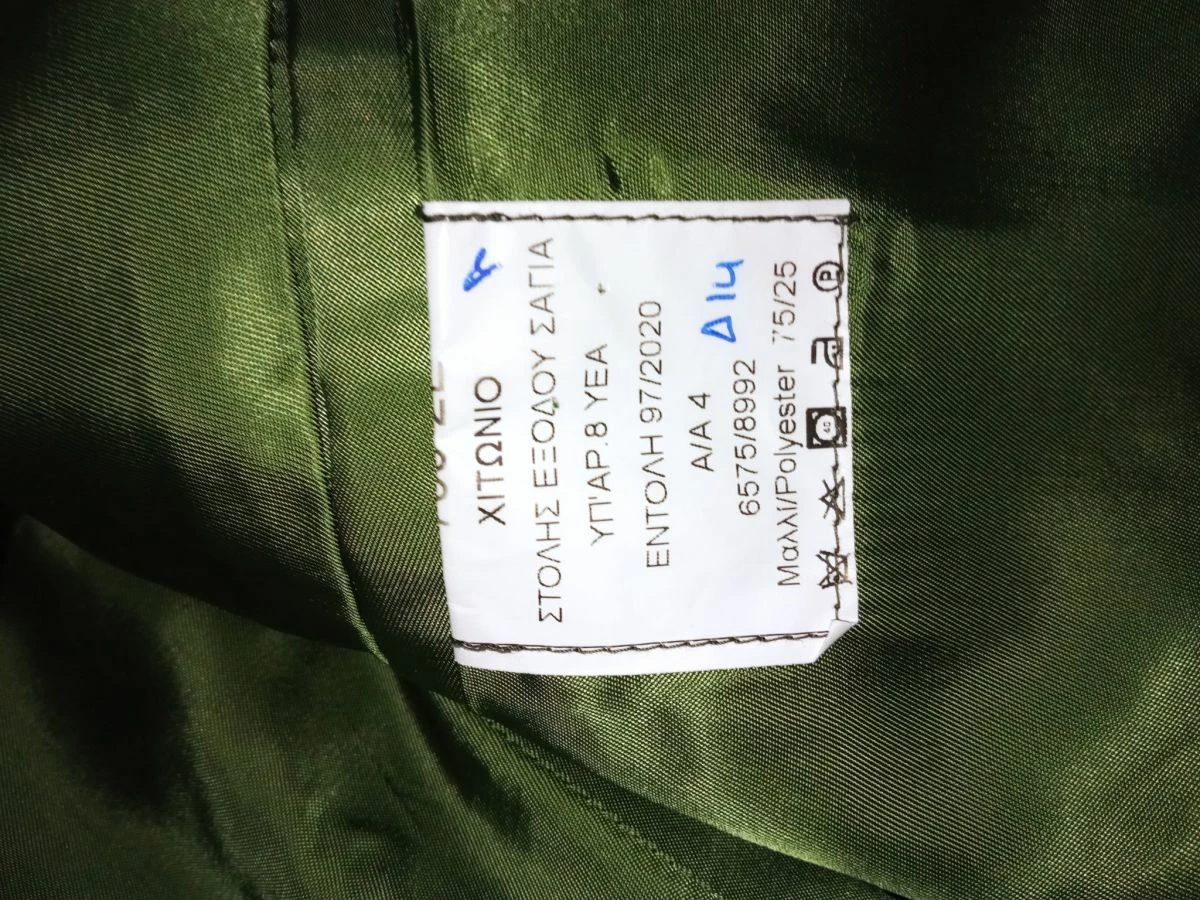 ΧΙΤΩΝΙΟ
ΣΤΟΛΗΣ ΕΞΟΔΟΥ ΣΑΓΙΑ
ΥΠ'ΑΡ.8 ΥΕΑ
ΕΝΤΟΛΗ 97/2020
Α/Α 4
6575/8992 Δ14
Μαλλί/Polyester 75/25
40
P